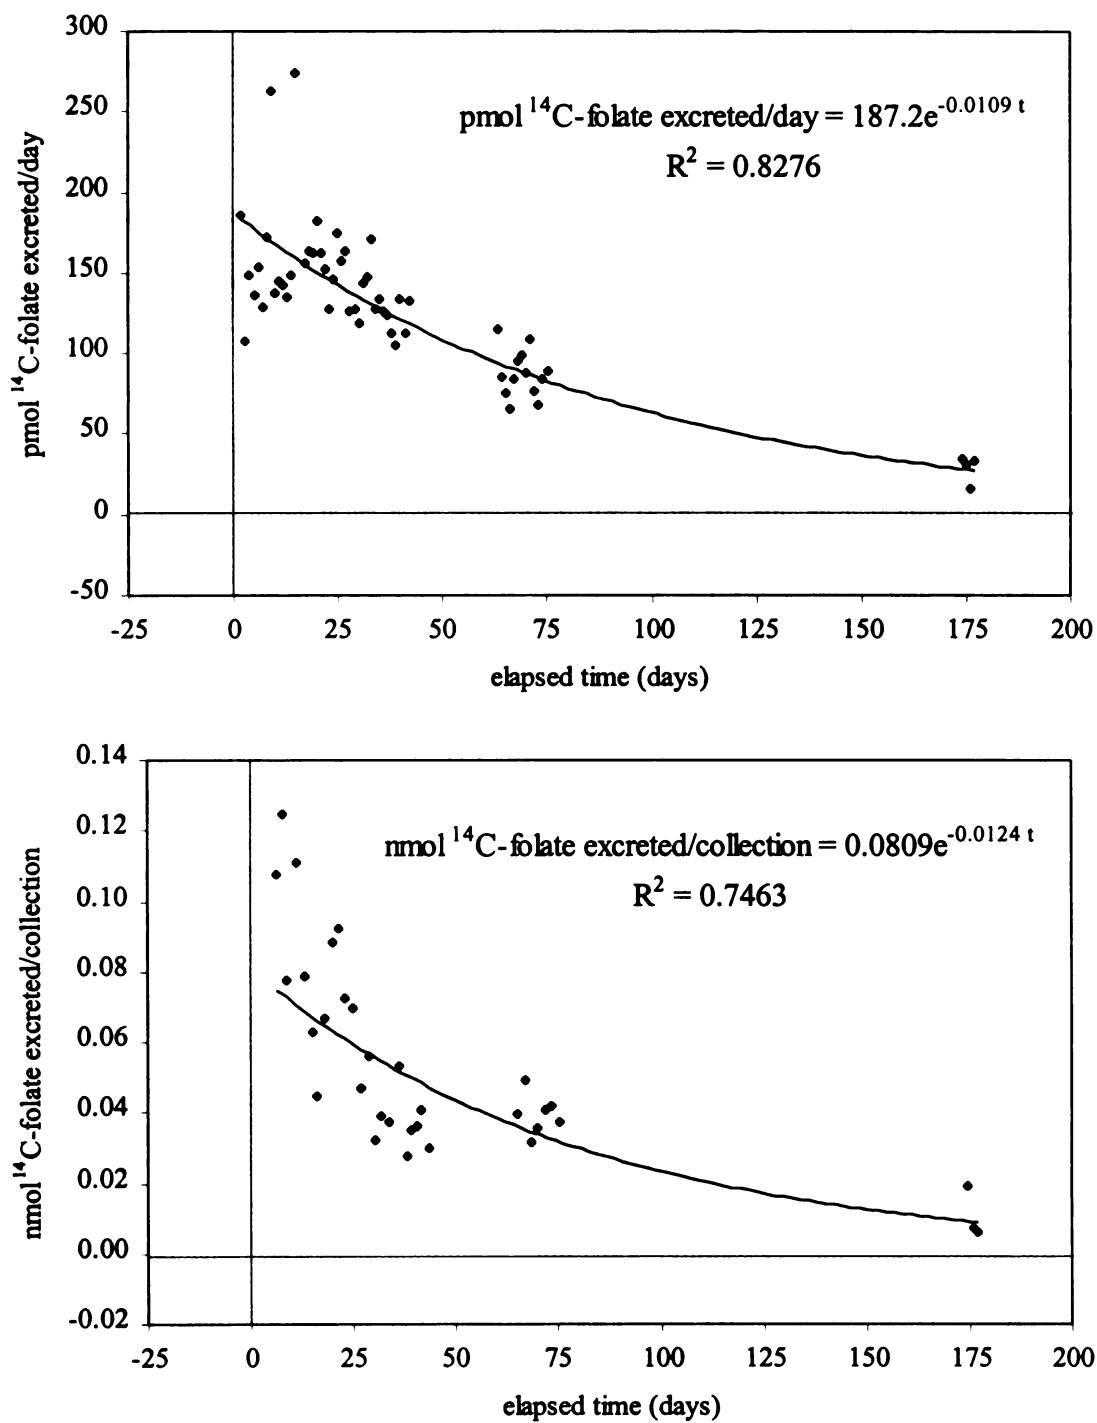 300
250
200
150
100
50
0
-50
pmol ¹⁴C-folate excreted/day
pmol ¹⁴C-folate excreted/day = 187.2e⁻⁰·⁰¹⁰⁹ ᵗ
R² = 0.8276
-25 0 25 50 75 100 125 150 175 200
elapsed time (days)
0.14
0.12
0.10
0.08
0.06
0.04
0.02
0.00
-0.02
nmol ¹⁴C-folate excreted/collection
nmol ¹⁴C-folate excreted/collection = 0.0809e⁻⁰·⁰¹²⁴ ᵗ
R² = 0.7463
-25 0 25 50 75 100 125 150 175 200
elapsed time (days)